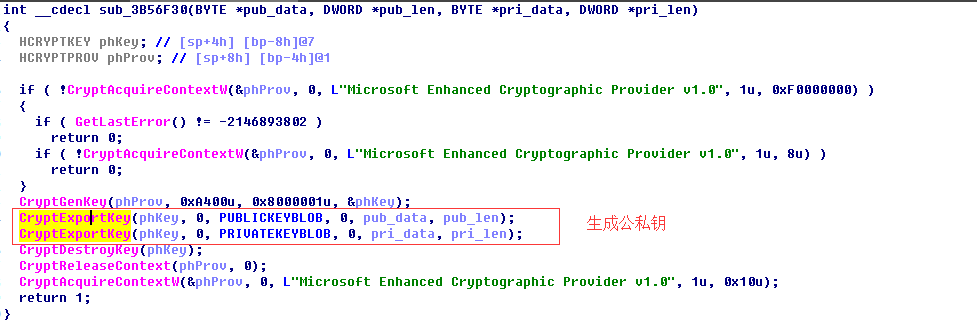 int __cdecl sub_3B56F30(BYTE *pub_data, DWORD *pub_len, BYTE *pri_data, DWORD *pri_len)
{
  HCRYPTKEY phKey; // [sp+4h] [bp-8h]@7
  HCRYPTPROV phProv; // [sp+8h] [bp-4h]@1

  if ( !CryptAcquireContextW(&phProv, 0, L"Microsoft Enhanced Cryptographic Provider v1.0", 1u, 0xF0000000) )
  {
    if ( GetLastError() != -2146893802 )
      return 0;
    if ( !CryptAcquireContextW(&phProv, 0, L"Microsoft Enhanced Cryptographic Provider v1.0", 1u, 8u) )
      return 0;
  }
  CryptGenKey(phProv, 0xA400u, 0x8000001u, &phKey);
  CryptExportKey(phKey, 0, PUBLICKEYBLOB, 0, pub_data, pub_len);
  CryptExportKey(phKey, 0, PRIVATEKEYBLOB, 0, pri_data, pri_len);
  生成公私钥
  CryptDestroyKey(phKey);
  CryptReleaseContext(phProv, 0);
  CryptAcquireContextW(&phProv, 0, L"Microsoft Enhanced Cryptographic Provider v1.0", 1u, 0x10u);
  return 1;
}